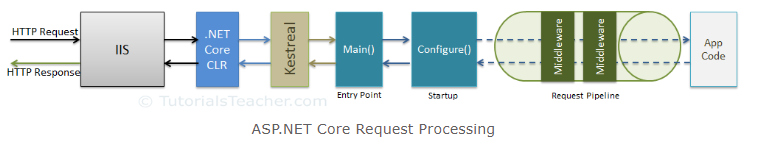 HTTP Request
HTTP Response
IIS
.NET
Core
CLR
Kestreal
Main()
Entry Point
Configure()
Startup
Middleware
Middleware
Request Pipeline
App
Code
© TutorialsTeacher.com
ASP.NET Core Request Processing